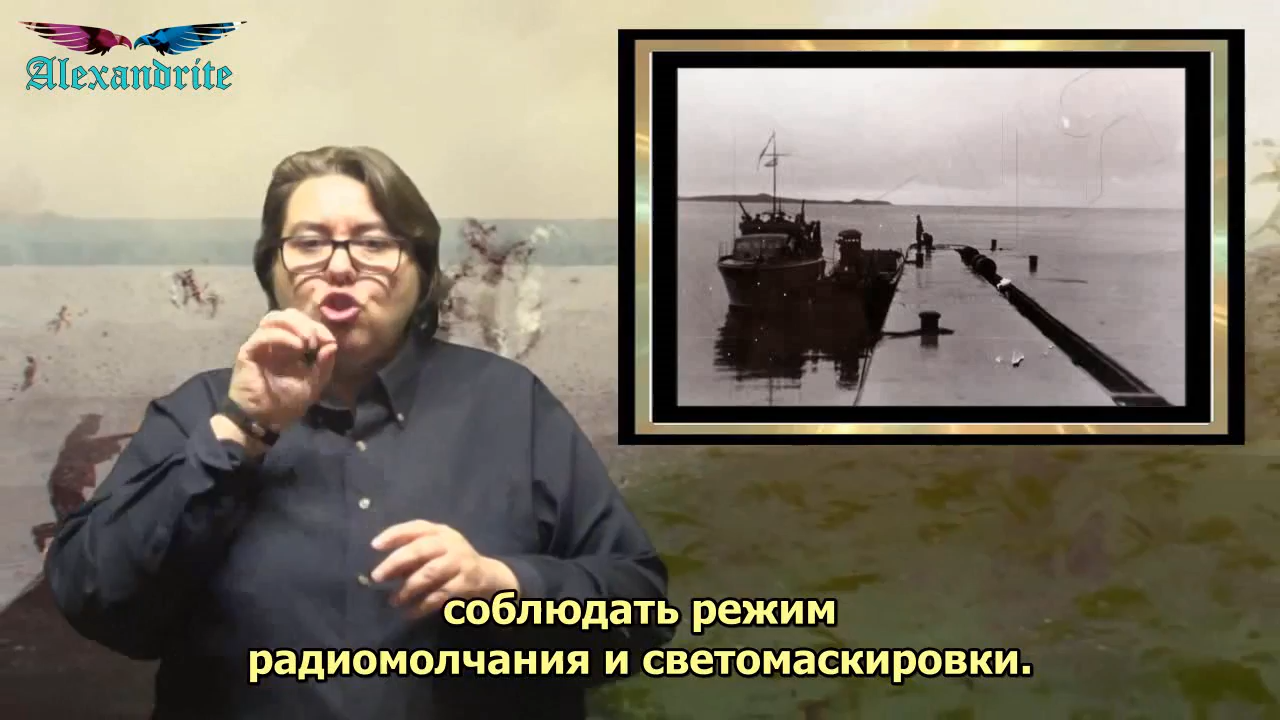 Alexandrite
соблюдать режим
радиомолчания и светомаскировки.